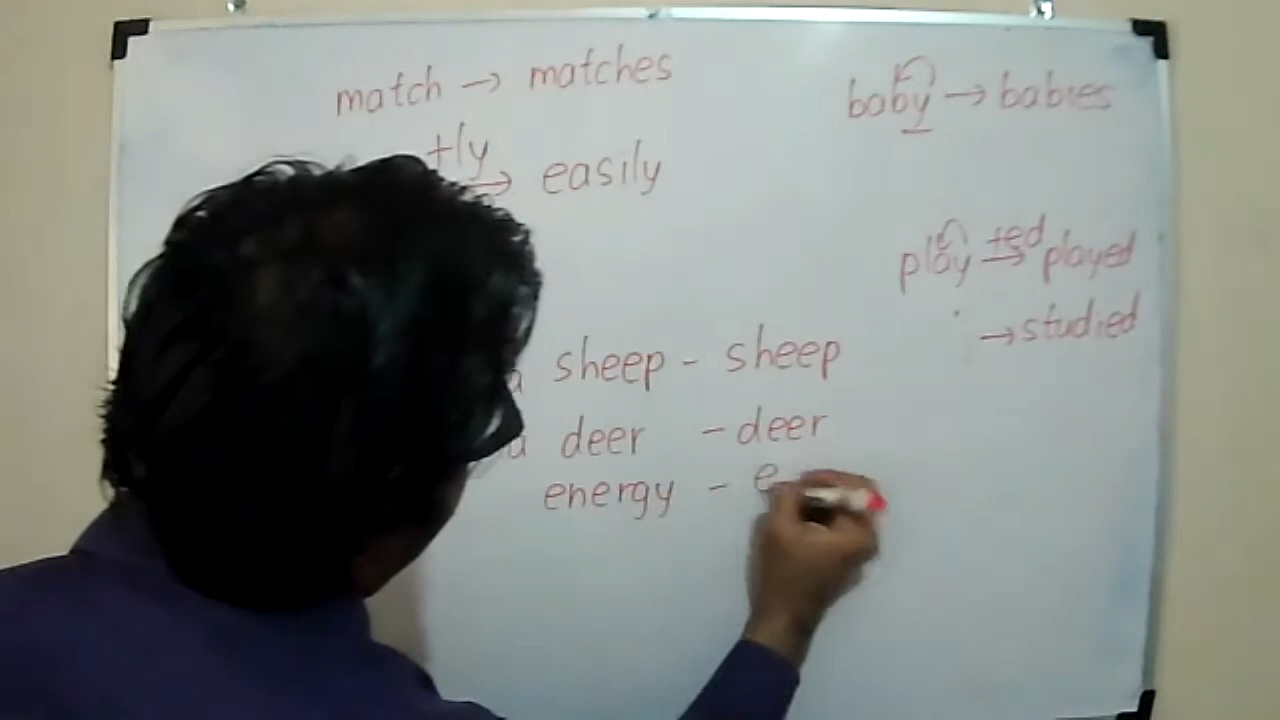 match → matches
baby → babies
+ly
→ easily
play +ed → played
→ studied
a sheep - sheep
a deer - deer
energy - e